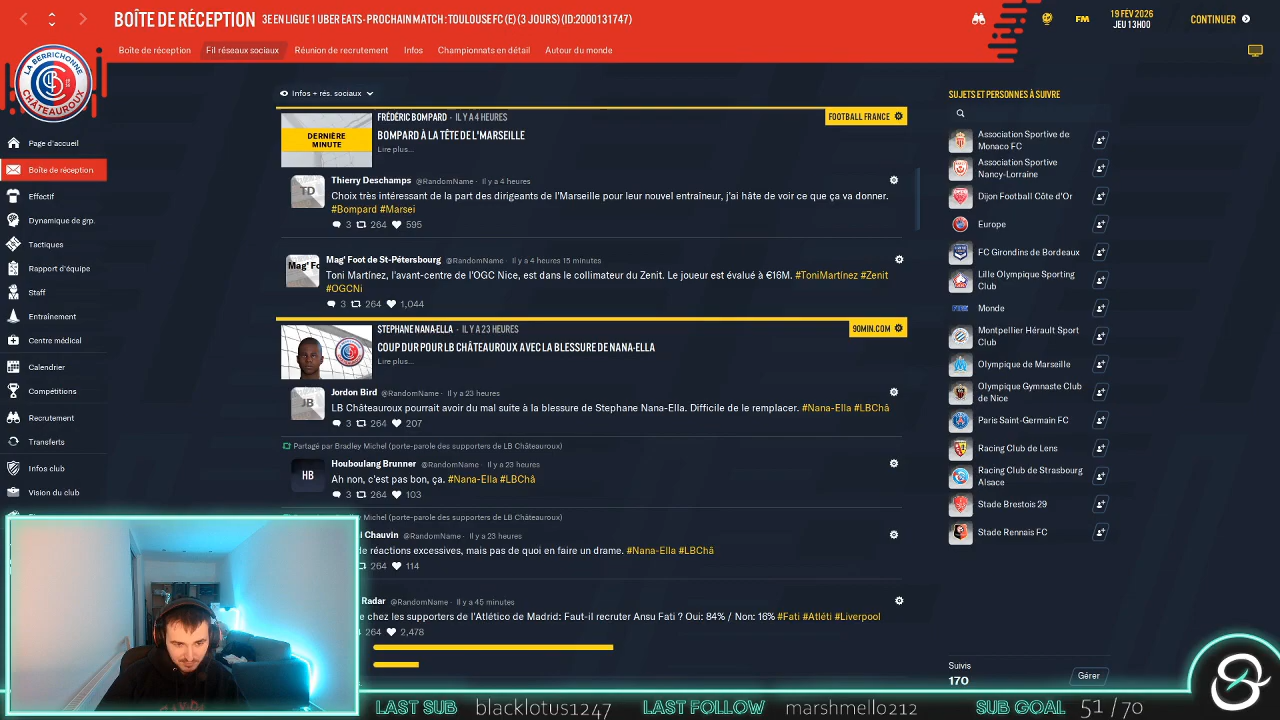 BOÎTE DE RÉCEPTION
3E EN LIGUE 1 UBER EATS - PROCHAIN MATCH : TOULOUSE FC (E) (3 JOURS) (ID:2000131747)
FM
19 FÉV 2026
JEU 13H00
CONTINUER
Boîte de réception
Fil réseaux sociaux
Réunion de recrutement
Infos
Championnats en détail
Autour du monde
LA BERRICHONNE
CHÂTEAUROUX
Page d'accueil
Boîte de réception
Effectif
Dynamique de grp.
Tactiques
Rapport d'équipe
Staff
Entraînement
Centre médical
Calendrier
Compétitions
Recrutement
Transferts
Infos club
Vision du club
Infos + rés. sociaux
FRÉDÉRIC BOMPARD - IL Y A 4 HEURES
FOOTBALL FRANCE
DERNIÈRE
MINUTE
BOMPARD À LA TÊTE DE L'MARSEILLE
Lire plus...
TD
Thierry Deschamps @RandomName · Il y a 4 heures
Choix très intéressant de la part des dirigeants de l'Marseille pour leur nouvel entraîneur, j'ai hâte de voir ce que ça va donner.
#Bompard #Marsei
3 264 595
Mag' Fo
Mag' Foot de St-Pétersbourg @RandomName · Il y a 4 heures 15 minutes
Toni Martínez, l'avant-centre de l'OGC Nice, est dans le collimateur du Zenit. Le joueur est évalué à €16M. #ToniMartínez #Zenit
#OGCNi
3 264 1,044
STEPHANE NANA-ELLA - IL Y A 23 HEURES
90MIN.COM
COUP DUR POUR LB CHÂTEAUROUX AVEC LA BLESSURE DE NANA-ELLA
Lire plus...
JB
Jordon Bird @RandomName · Il y a 23 heures
LB Châteauroux pourrait avoir du mal suite à la blessure de Stephane Nana-Ella. Difficile de le remplacer. #Nana-Ella #LBChâ
3 264 207
Partagé par Bradley Michel (porte-parole des supporters de LB Châteauroux)
HB
Houboulang Brunner @RandomName · Il y a 23 heures
Ah non, c'est pas bon, ça. #Nana-Ella #LBChâ
3 264 103
Michel (porte-parole des supporters de LB Châteauroux)
i Chauvin @RandomName · Il y a 23 heures
de réactions excessives, mais pas de quoi en faire un drame. #Nana-Ella #LBChâ
264 114
Radar @RandomName · Il y a 45 minutes
e chez les supporters de l'Atlético de Madrid: Faut-il recruter Ansu Fati ? Oui: 84% / Non: 16% #Fati #Atléti #Liverpool
264 2,478
SUJETS ET PERSONNES À SUIVRE
Association Sportive de
Monaco FC
Association Sportive
Nancy-Lorraine
Dijon Football Côte d'Or
Europe
FC Girondins de Bordeaux
Lille Olympique Sporting
Club
Monde
Montpellier Hérault Sport
Club
Olympique de Marseille
Olympique Gymnaste Club
de Nice
Paris Saint-Germain FC
Racing Club de Lens
Racing Club de Strasbourg
Alsace
Stade Brestois 29
Stade Rennais FC
Suivis
170
Gérer
LAST SUB blacklotus1247 LAST FOLLOW marshmello212 SUB GOAL 51 / 70